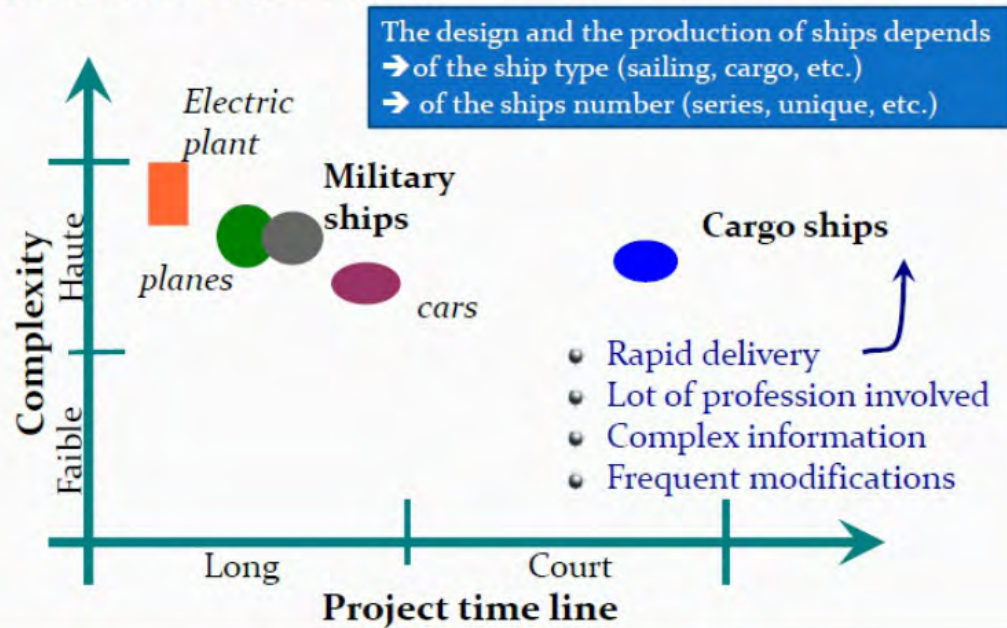 The design and the production of ships depends
➔of the ship type (sailing, cargo, etc.)
➔ of the ships number (series, unique, etc.)
Electric
plant
Military
ships
Cargo ships
planes
cars
Complexity
Haute
Faible
Rapid delivery
Lot of profession involved
Complex information
Frequent modifications
Long
Court
Project time line